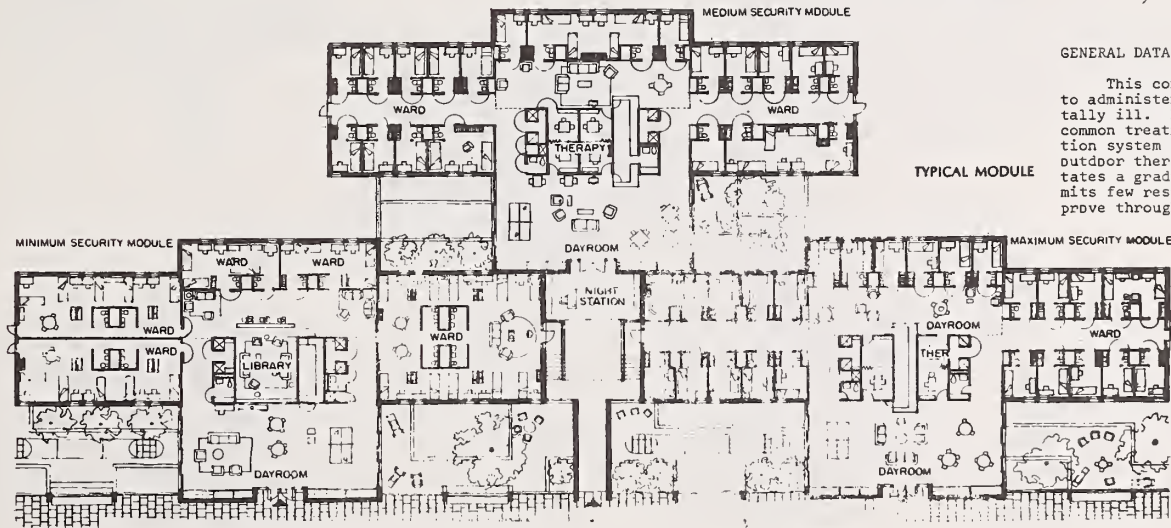 MEDIUM SECURITY MODULE
GENERAL DATA
This co
to administe
tally ill.
common treat
tion system
outdoor ther
tates a grad
mits few res
prove throug
TYPICAL MODULE
WARD
WARD
THERAPY
DAYROOM
MINIMUM SECURITY MODULE
MAXIMUM SECURITY MODULE
WARD
WARD
NIGHT
STATION
WARD
WARD
LIBRARY
WARD
DAYROOM
THER
WARD
DAYROOM
DAYROOM